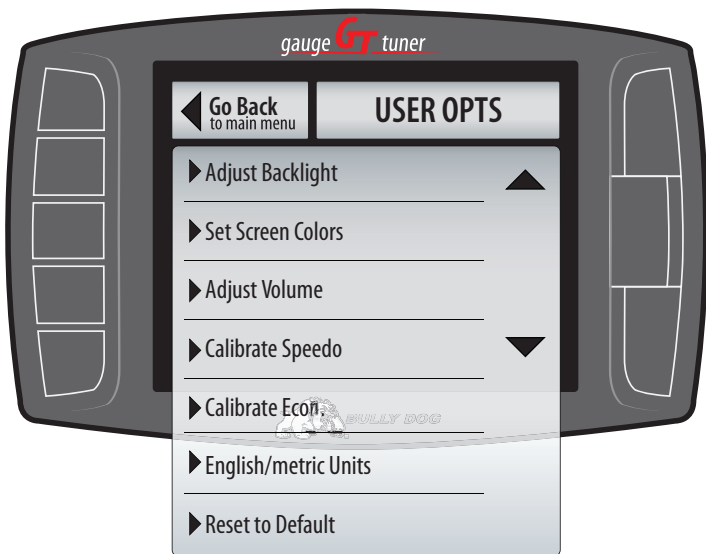 gauge GT tuner
Go Back
to main menu
USER OPTS
Adjust Backlight
Set Screen Colors
Adjust Volume
Calibrate Speedo
Calibrate Econ.
BULLY DOG
English/metric Units
Reset to Default